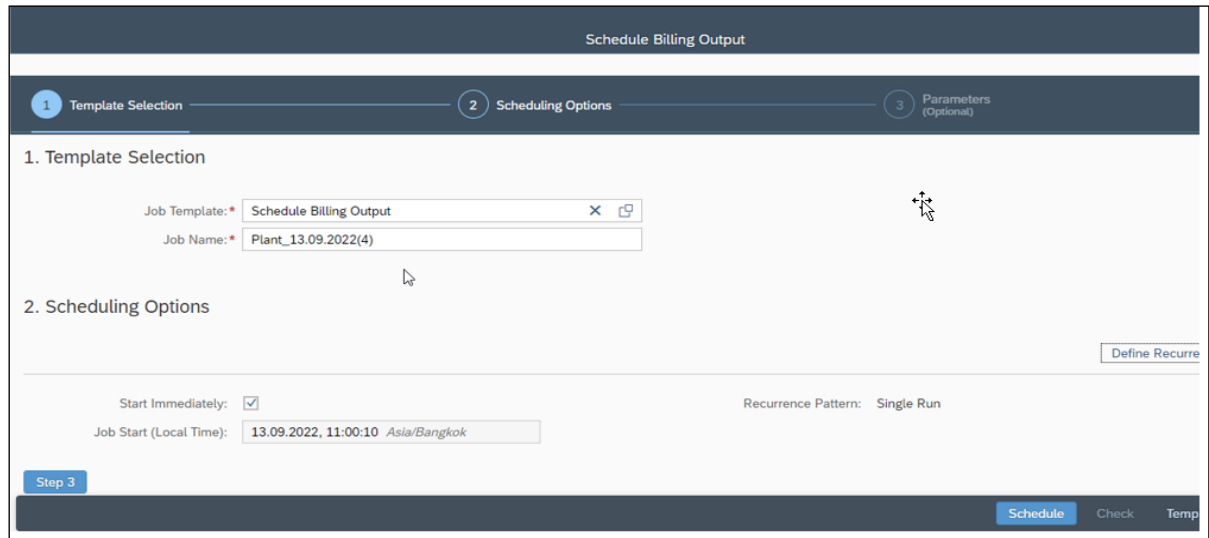 Schedule Billing Output
1 Template Selection 2 Scheduling Options 3 Parameters
(Optional)
1. Template Selection
Job Template:* Schedule Billing Output
Job Name:* Plant_13.09.2022(4)
2. Scheduling Options
Define Recurre
Start Immediately: Recurrence Pattern: Single Run
Job Start (Local Time): 13.09.2022, 11:00:10 Asia/Bangkok
Step 3
Schedule Check Temp